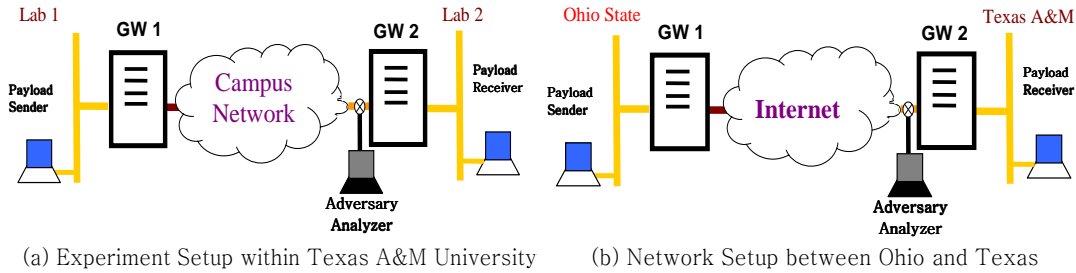 Lab 1
GW 1
Payload
Sender
Campus
Network
Lab 2
GW 2
Payload
Receiver
Adversary
Analyzer
(a) Experiment Setup within Texas A&M University
Ohio State
GW 1
Payload
Sender
Internet
Texas A&M
GW 2
Payload
Receiver
Adversary
Analyzer
(b) Network Setup between Ohio and Texas